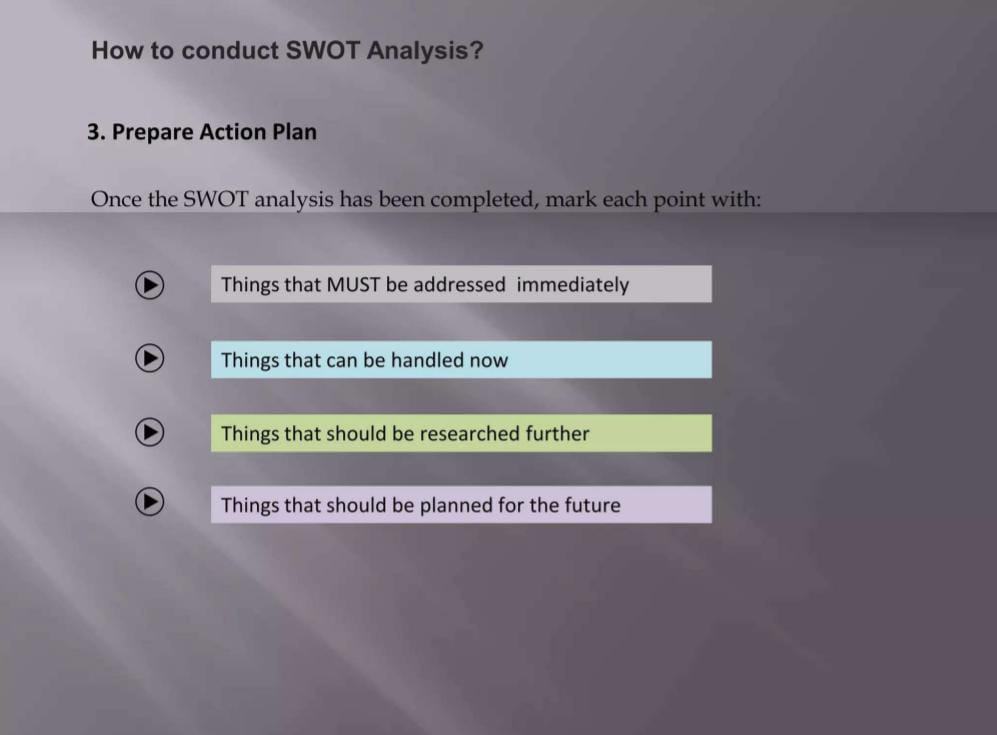 How to conduct SWOT Analysis?
3. Prepare Action Plan
Once the SWOT analysis has been completed, mark each point with:
Things that MUST be addressed  immediately
Things that can be handled now
Things that should be researched further
Things that should be planned for the future